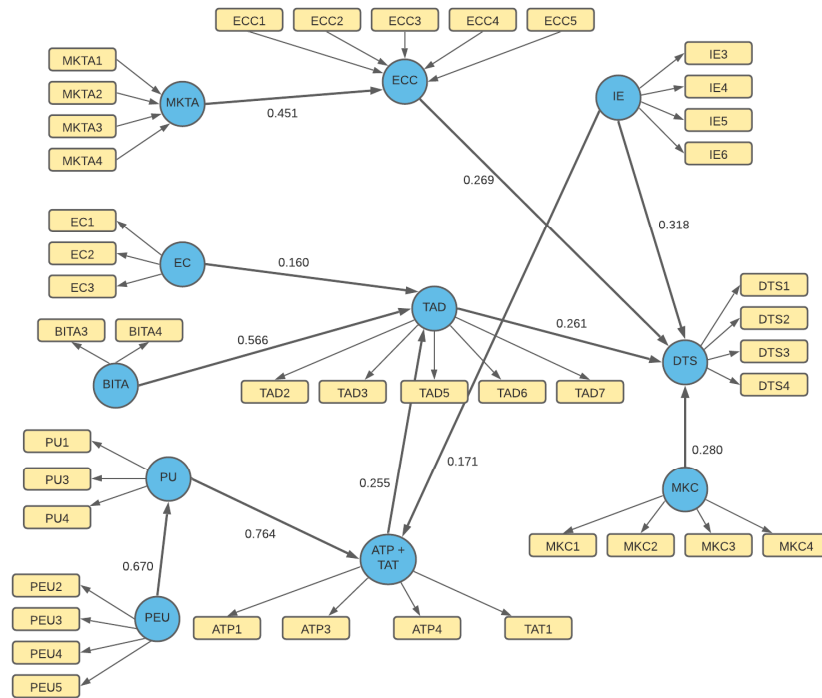 ECC1
ECC2
ECC3
ECC4
ECC5
MKTA1
MKTA2
MKTA3
MKTA4
MKTA
0.451
ECC
IE
IE3
IE4
IE5
IE6
0.269
0.318
EC1
EC2
EC3
EC
0.160
TAD
0.261
DTS1
DTS2
DTS3
DTS4
DTS
BITA3
BITA4
BITA
0.566
TAD2
TAD3
TAD5
TAD6
TAD7
PU1
PU3
PU4
PU
0.764
0.255
0.171
0.280
MKC
MKC1
MKC2
MKC3
MKC4
0.670
ATP +
TAT
PEU2
PEU3
PEU4
PEU5
PEU
ATP1
ATP3
ATP4
TAT1